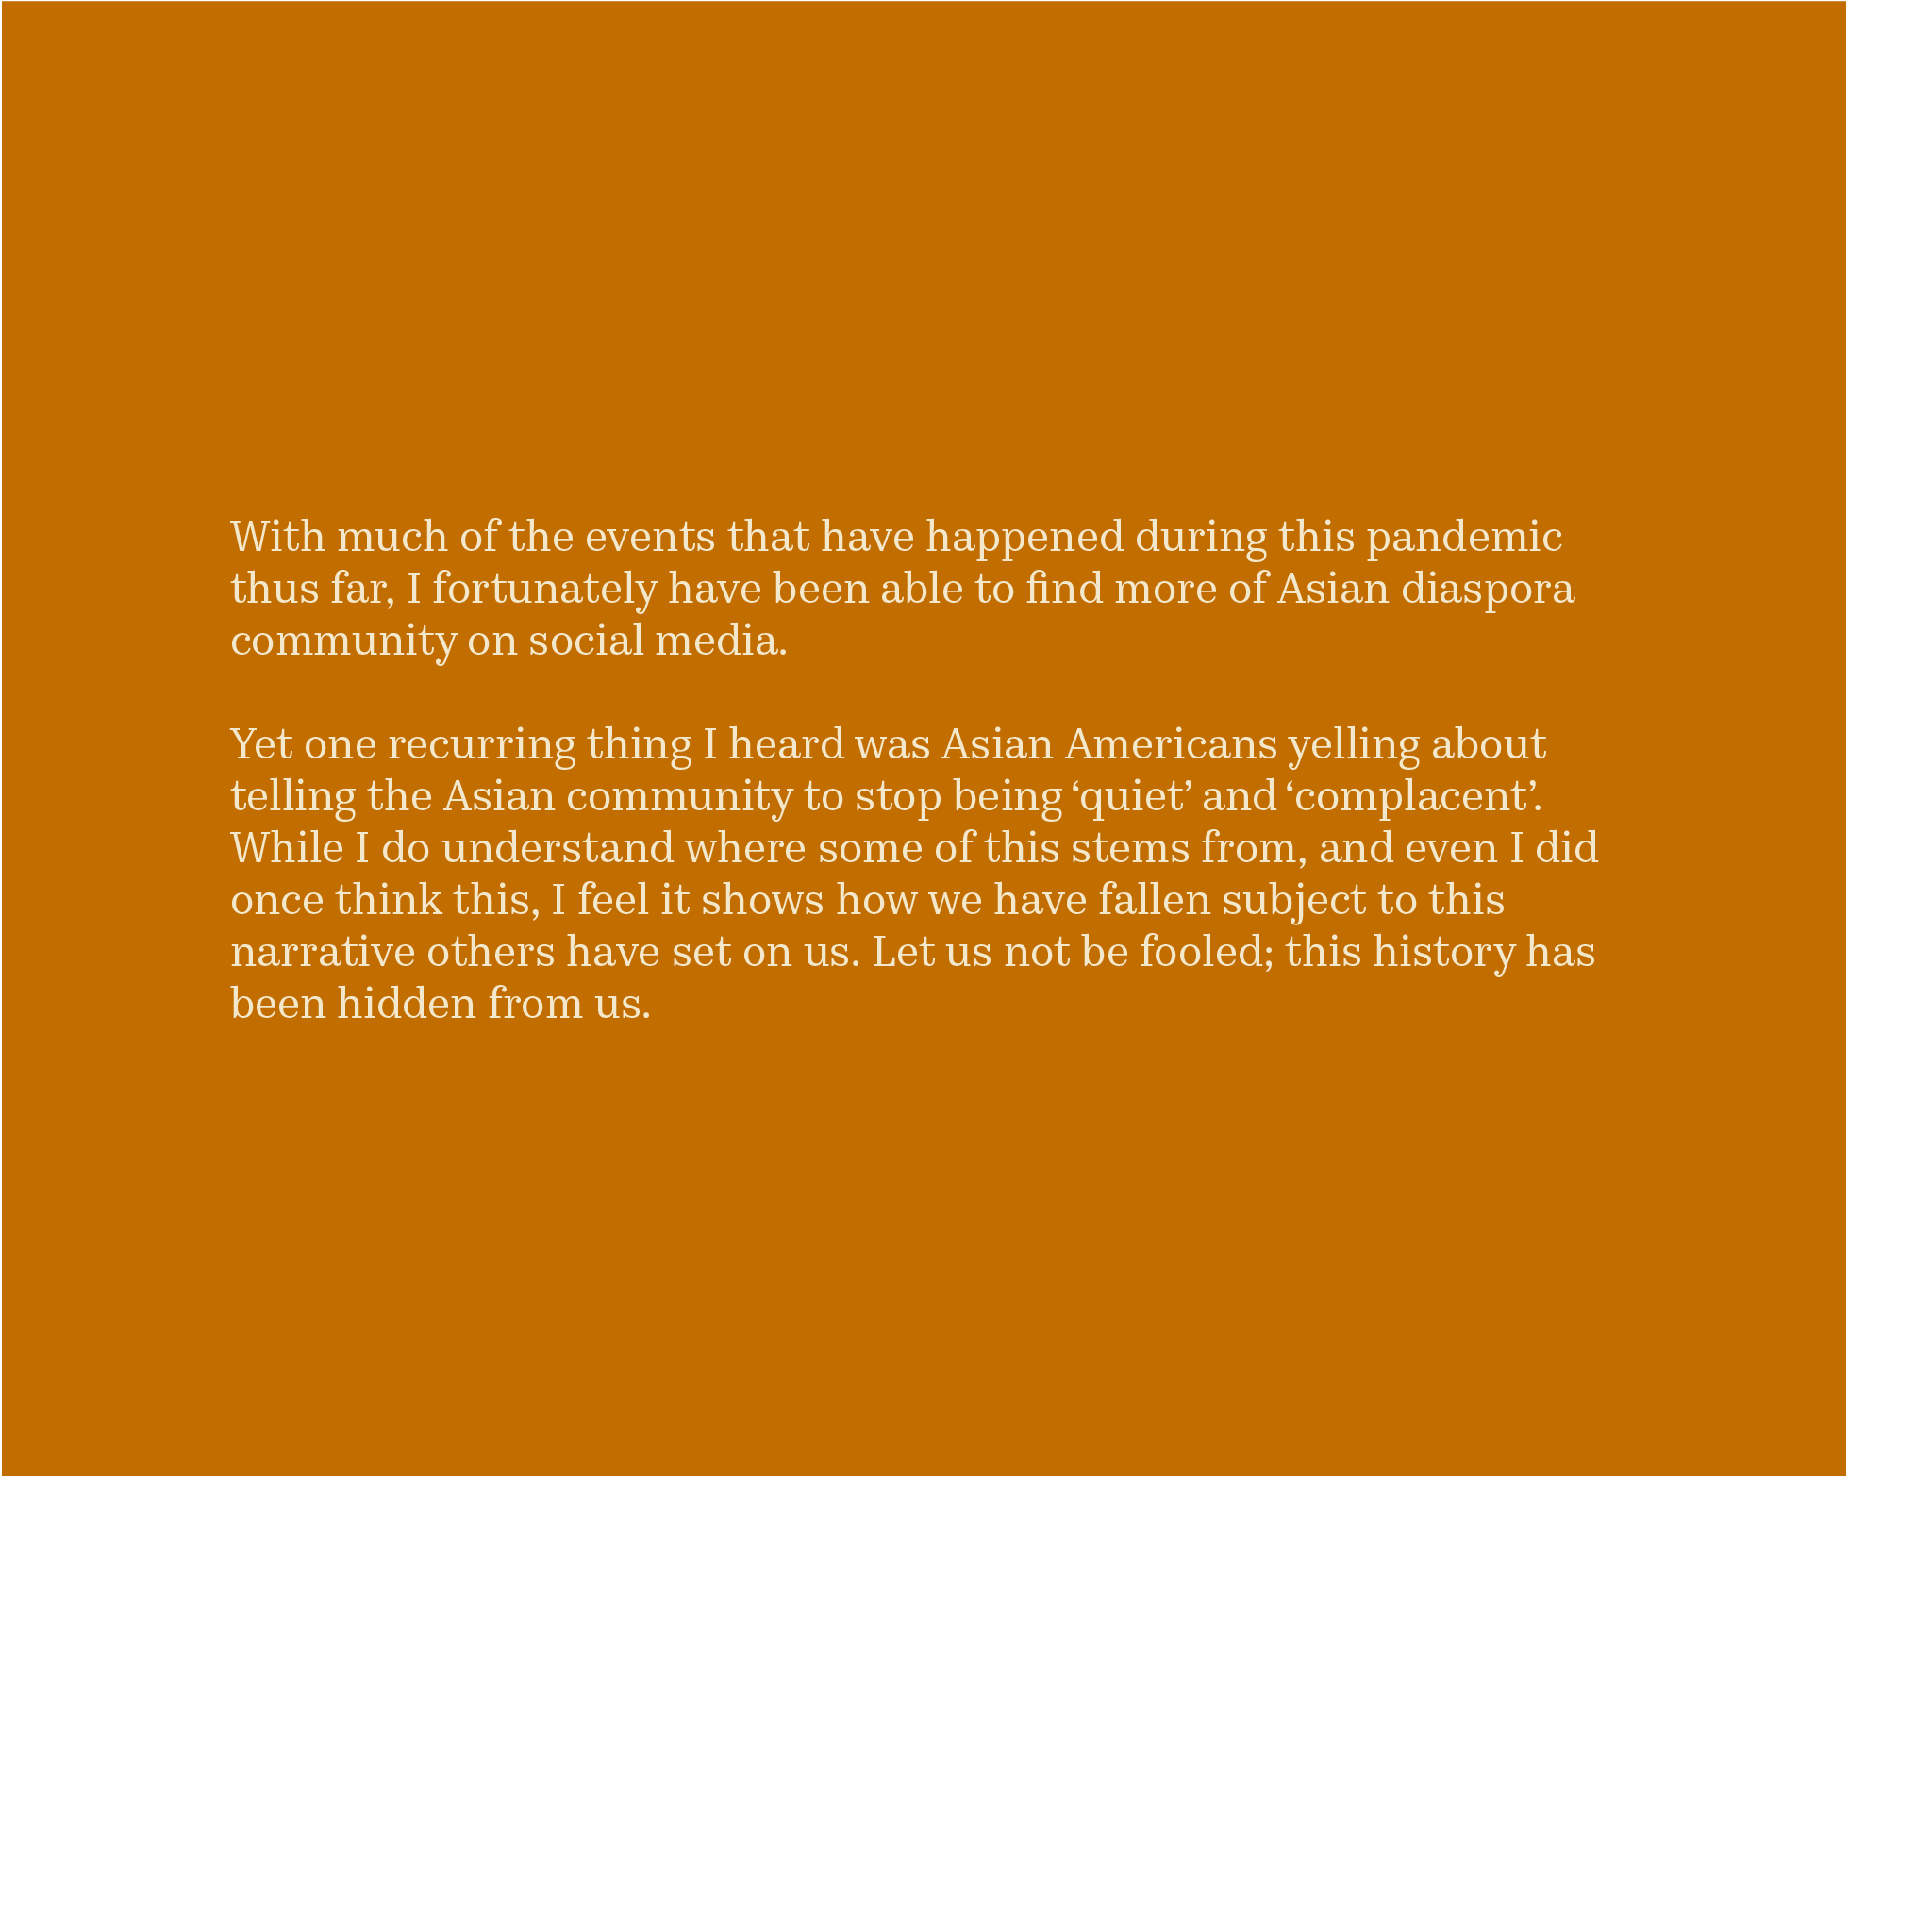 With much of the events that have happened during this pandemic
thus far, I fortunately have been able to find more of Asian diaspora
community on social media.
Yet one recurring thing I heard was Asian Americans yelling about
telling the Asian community to stop being ‘quiet’ and ‘complacent’.
While I do understand where some of this stems from, and even I did
once think this, I feel it shows how we have fallen subject to this
narrative others have set on us. Let us not be fooled; this history has
been hidden from us.